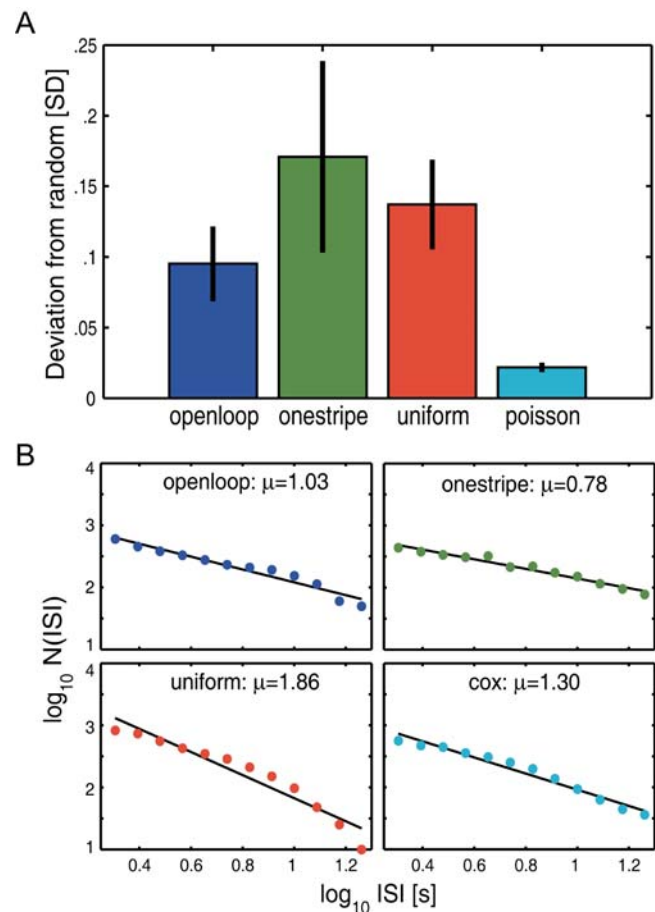 A
Deviation from random [SD]
.25
.2
.15
.1
.05
0
openloop onestripe uniform poisson
B
log10 N(ISI)
4
3
2
1
openloop: μ=1.03
onestripe: μ=0.78
4
3
2
1
uniform: μ=1.86
cox: μ=1.30
0.4 0.6 0.8 1 1.2 0.4 0.6 0.8 1 1.2
log10 ISI [s]